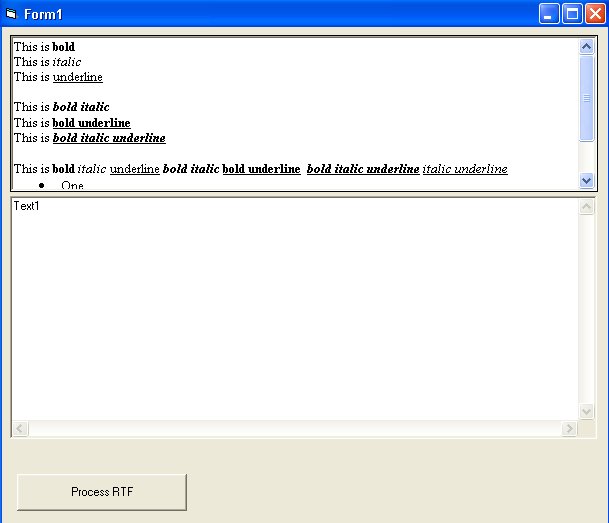 Form1
This is bold
This is italic
This is underline
This is bold italic
This is bold underline
This is bold italic underline
This is bold italic underline bold italic bold underline bold italic underline italic underline
• One
Text1
Process RTF